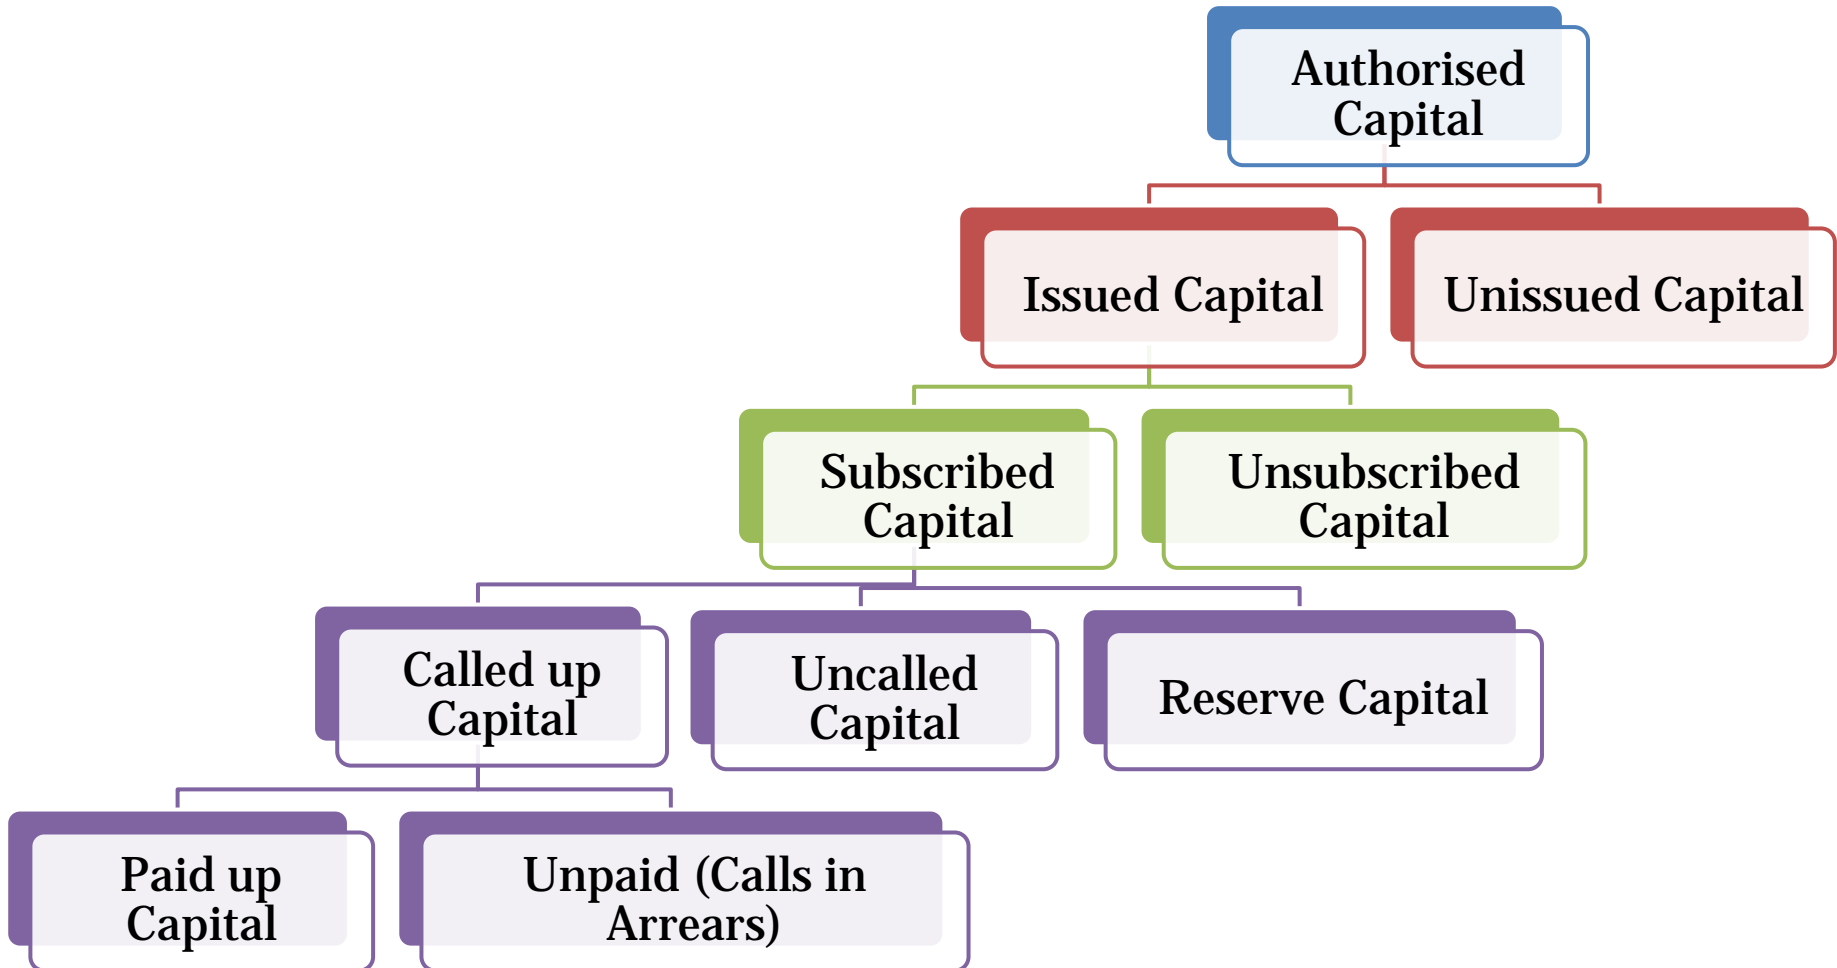 Authorised
Capital
Issued Capital
Unissued Capital
Subscribed
Capital
Unsubscribed
Capital
Called up
Capital
Uncalled
Capital
Reserve Capital
Paid up
Capital
Unpaid (Calls in
Arrears)